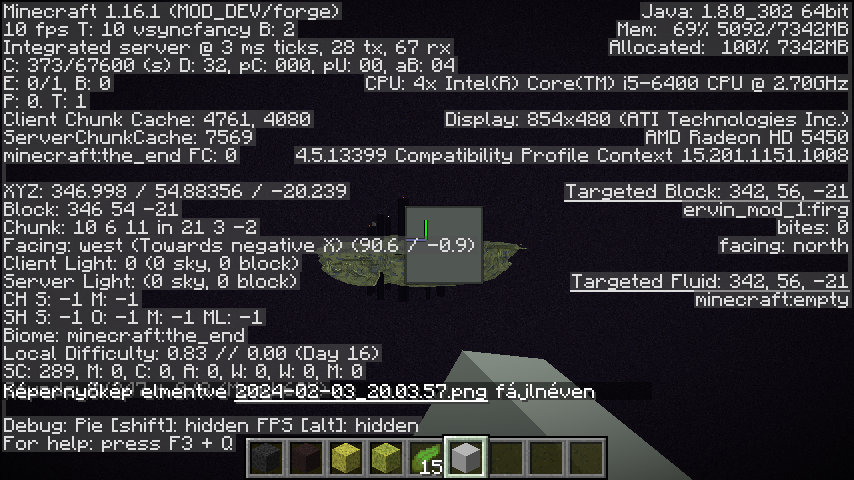 Minecraft 1.16.1 (MOD_DEV/forge)
10 fps T: 10 vsyncfancy B: 2
Integrated server @ 3 ms ticks, 28 tx, 67 rx
C: 373/67600 (s) D: 32, pC: 000, pU: 00, aB: 04
E: 0/1, B: 0
P: 0. T: 1
Client Chunk Cache: 4761, 4080
ServerChunkCache: 7569
minecraft:the_end FC: 0
XYZ: 346.998 / 54.88356 / -20.239
Block: 346 54 -21
Chunk: 10 6 11 in 21 3 -2
Facing: west (Towards negative X) (90.6 / -0.9)
Client Light: 0 (0 sky, 0 block)
Server Light: (0 sky, 0 block)
CH S: -1 M: -1
SH S: -1 O: -1 M: -1 ML: -1
Biome: minecraft:the_end
Local Difficulty: 0.83 // 0.00 (Day 16)
SC: 289, M: 0, C: 0, A: 0, W: 0, W: 0, M: 0
Képernyőkép elmentve 2024-02-03_20.03.57.png fájlnéven
Debug: Pie [shift]: hidden FPS [alt]: hidden
For help: press F3 + Q
Java: 1.8.0_302 64bit
Mem: 69% 5092/7342MB
Allocated: 100% 7342MB
CPU: 4x Intel(R) Core(TM) i5-6400 CPU @ 2.70GHz
Display: 854x480 (ATI Technologies Inc.)
AMD Radeon HD 5450
4.5.13399 Compatibility Profile Context 15.201.1151.1008
Targeted Block: 342, 56, -21
ervin_mod_1:firg
bites: 0
facing: north
Targeted Fluid: 342, 56, -21
minecraft:empty
15